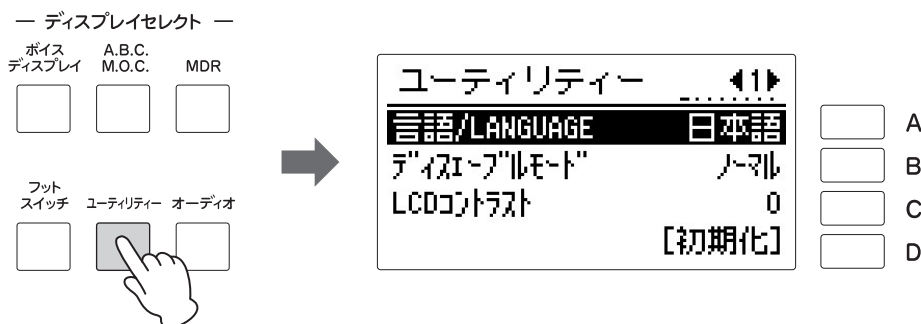 — ディスプレイセレクト —
ボイス
ディスプレイ
A.B.C.
M.O.C.
MDR
フット
スイッチ
ユーティリティー
オーディオ
ユーティリティー ◀1▶
言語/LANGUAGE 日本語
ディスエーブルモード ノーマル
LCDコントラスト 0
[初期化]
A
B
C
D